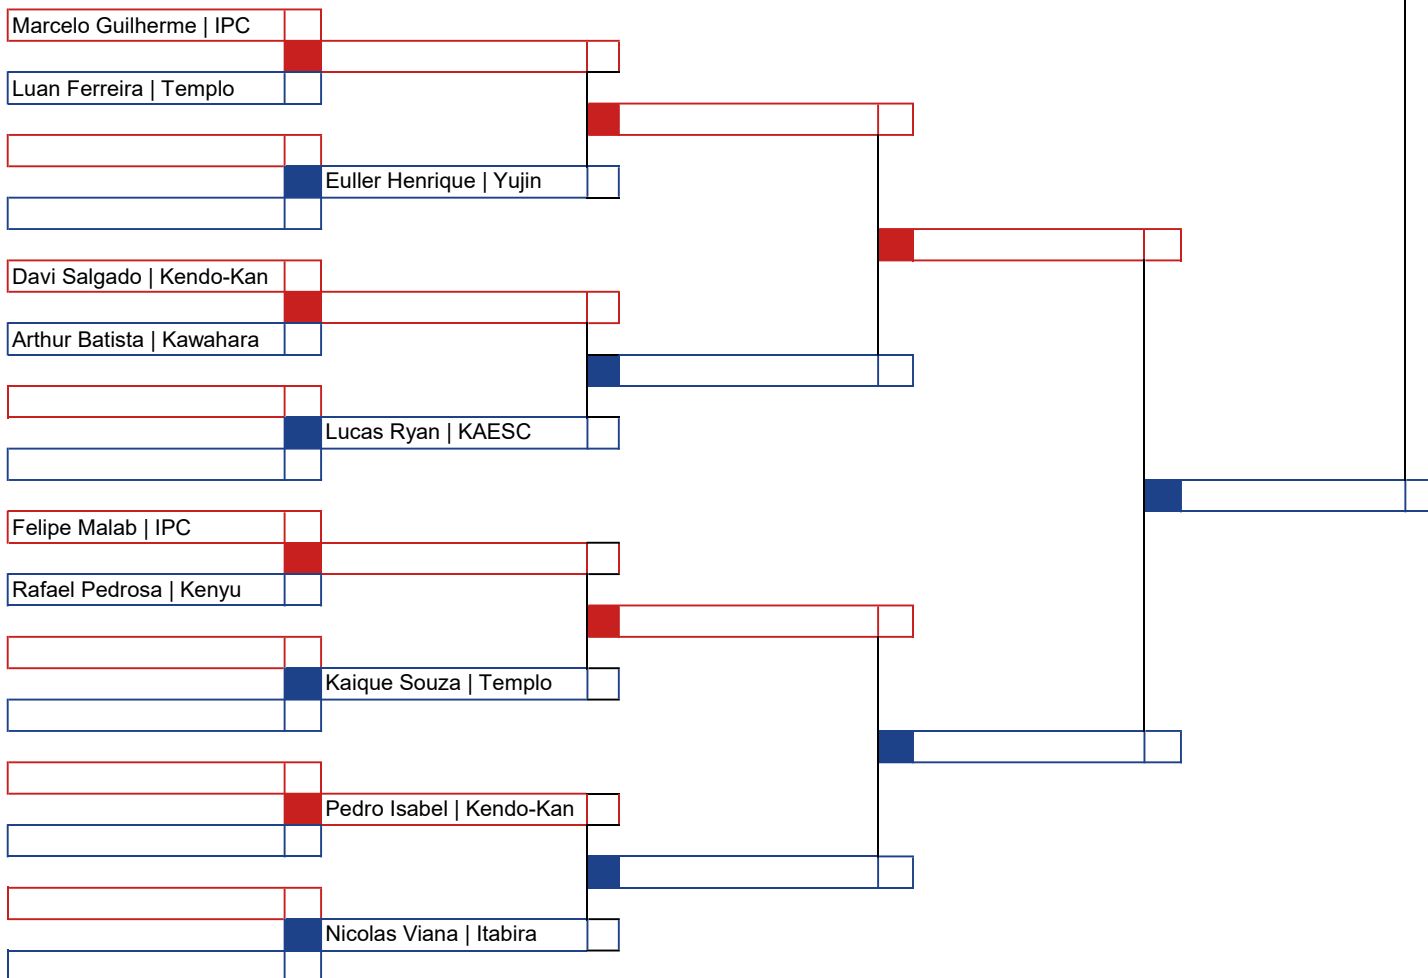 Marcelo Guilherme | IPC
Luan Ferreira | Templo
Euller Henrique | Yujin
Davi Salgado | Kendo-Kan
Arthur Batista | Kawahara
Lucas Ryan | KAESC
Felipe Malab | IPC
Rafael Pedrosa | Kenyu
Kaique Souza | Templo
Pedro Isabel | Kendo-Kan
Nicolas Viana | Itabira